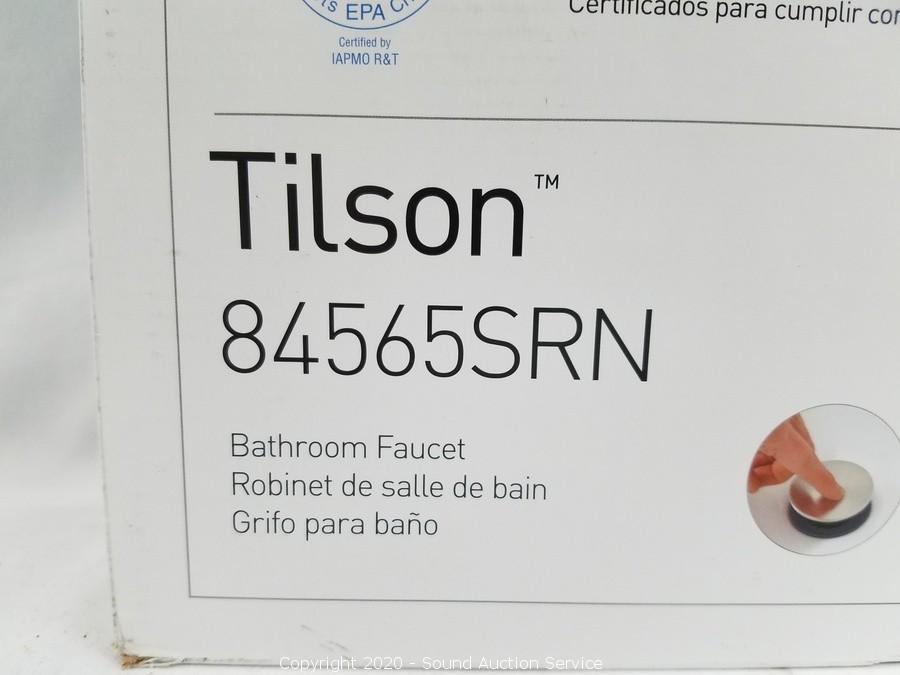 EPA
Certificados para cumplir con
Certified by
IAPMO R&T
Tilson™
84565SRN
Bathroom Faucet
Robinet de salle de bain
Grifo para baño
Copyright 2020 - Sound Auction Service